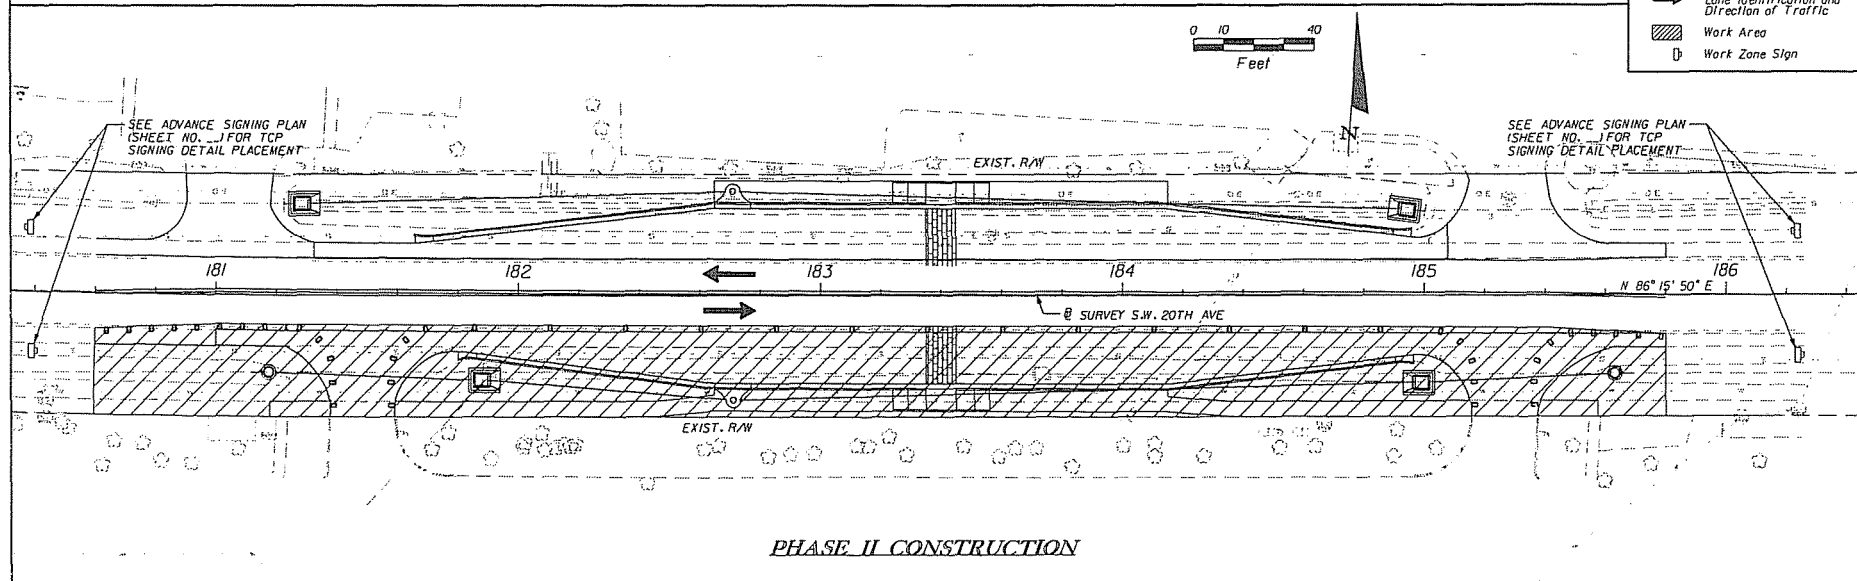 Lane Identification and
Direction of Traffic
Work Area
Work Zone Sign
0 10 40
Feet
N
SEE ADVANCE SIGNING PLAN
(SHEET NO. __) FOR TCP
SIGNING DETAIL PLACEMENT
SEE ADVANCE SIGNING PLAN
(SHEET NO. __) FOR TCP
SIGNING DETAIL PLACEMENT
EXIST. R/W
181 182 183 184 185 186
N 86° 15' 50" E
SURVEY S.W. 20TH AVE
EXIST. R/W
PHASE II CONSTRUCTION